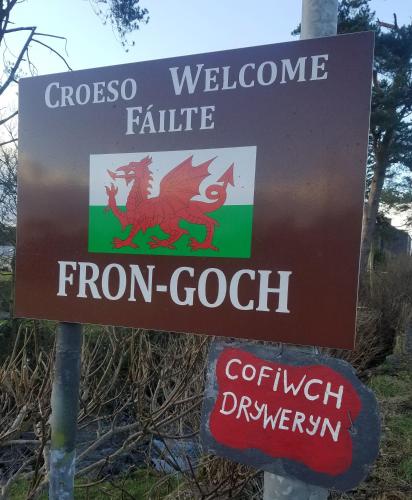 CROESO WELCOME
FÁILTE
FRON-GOCH
COFiWCH
DRYWERYN